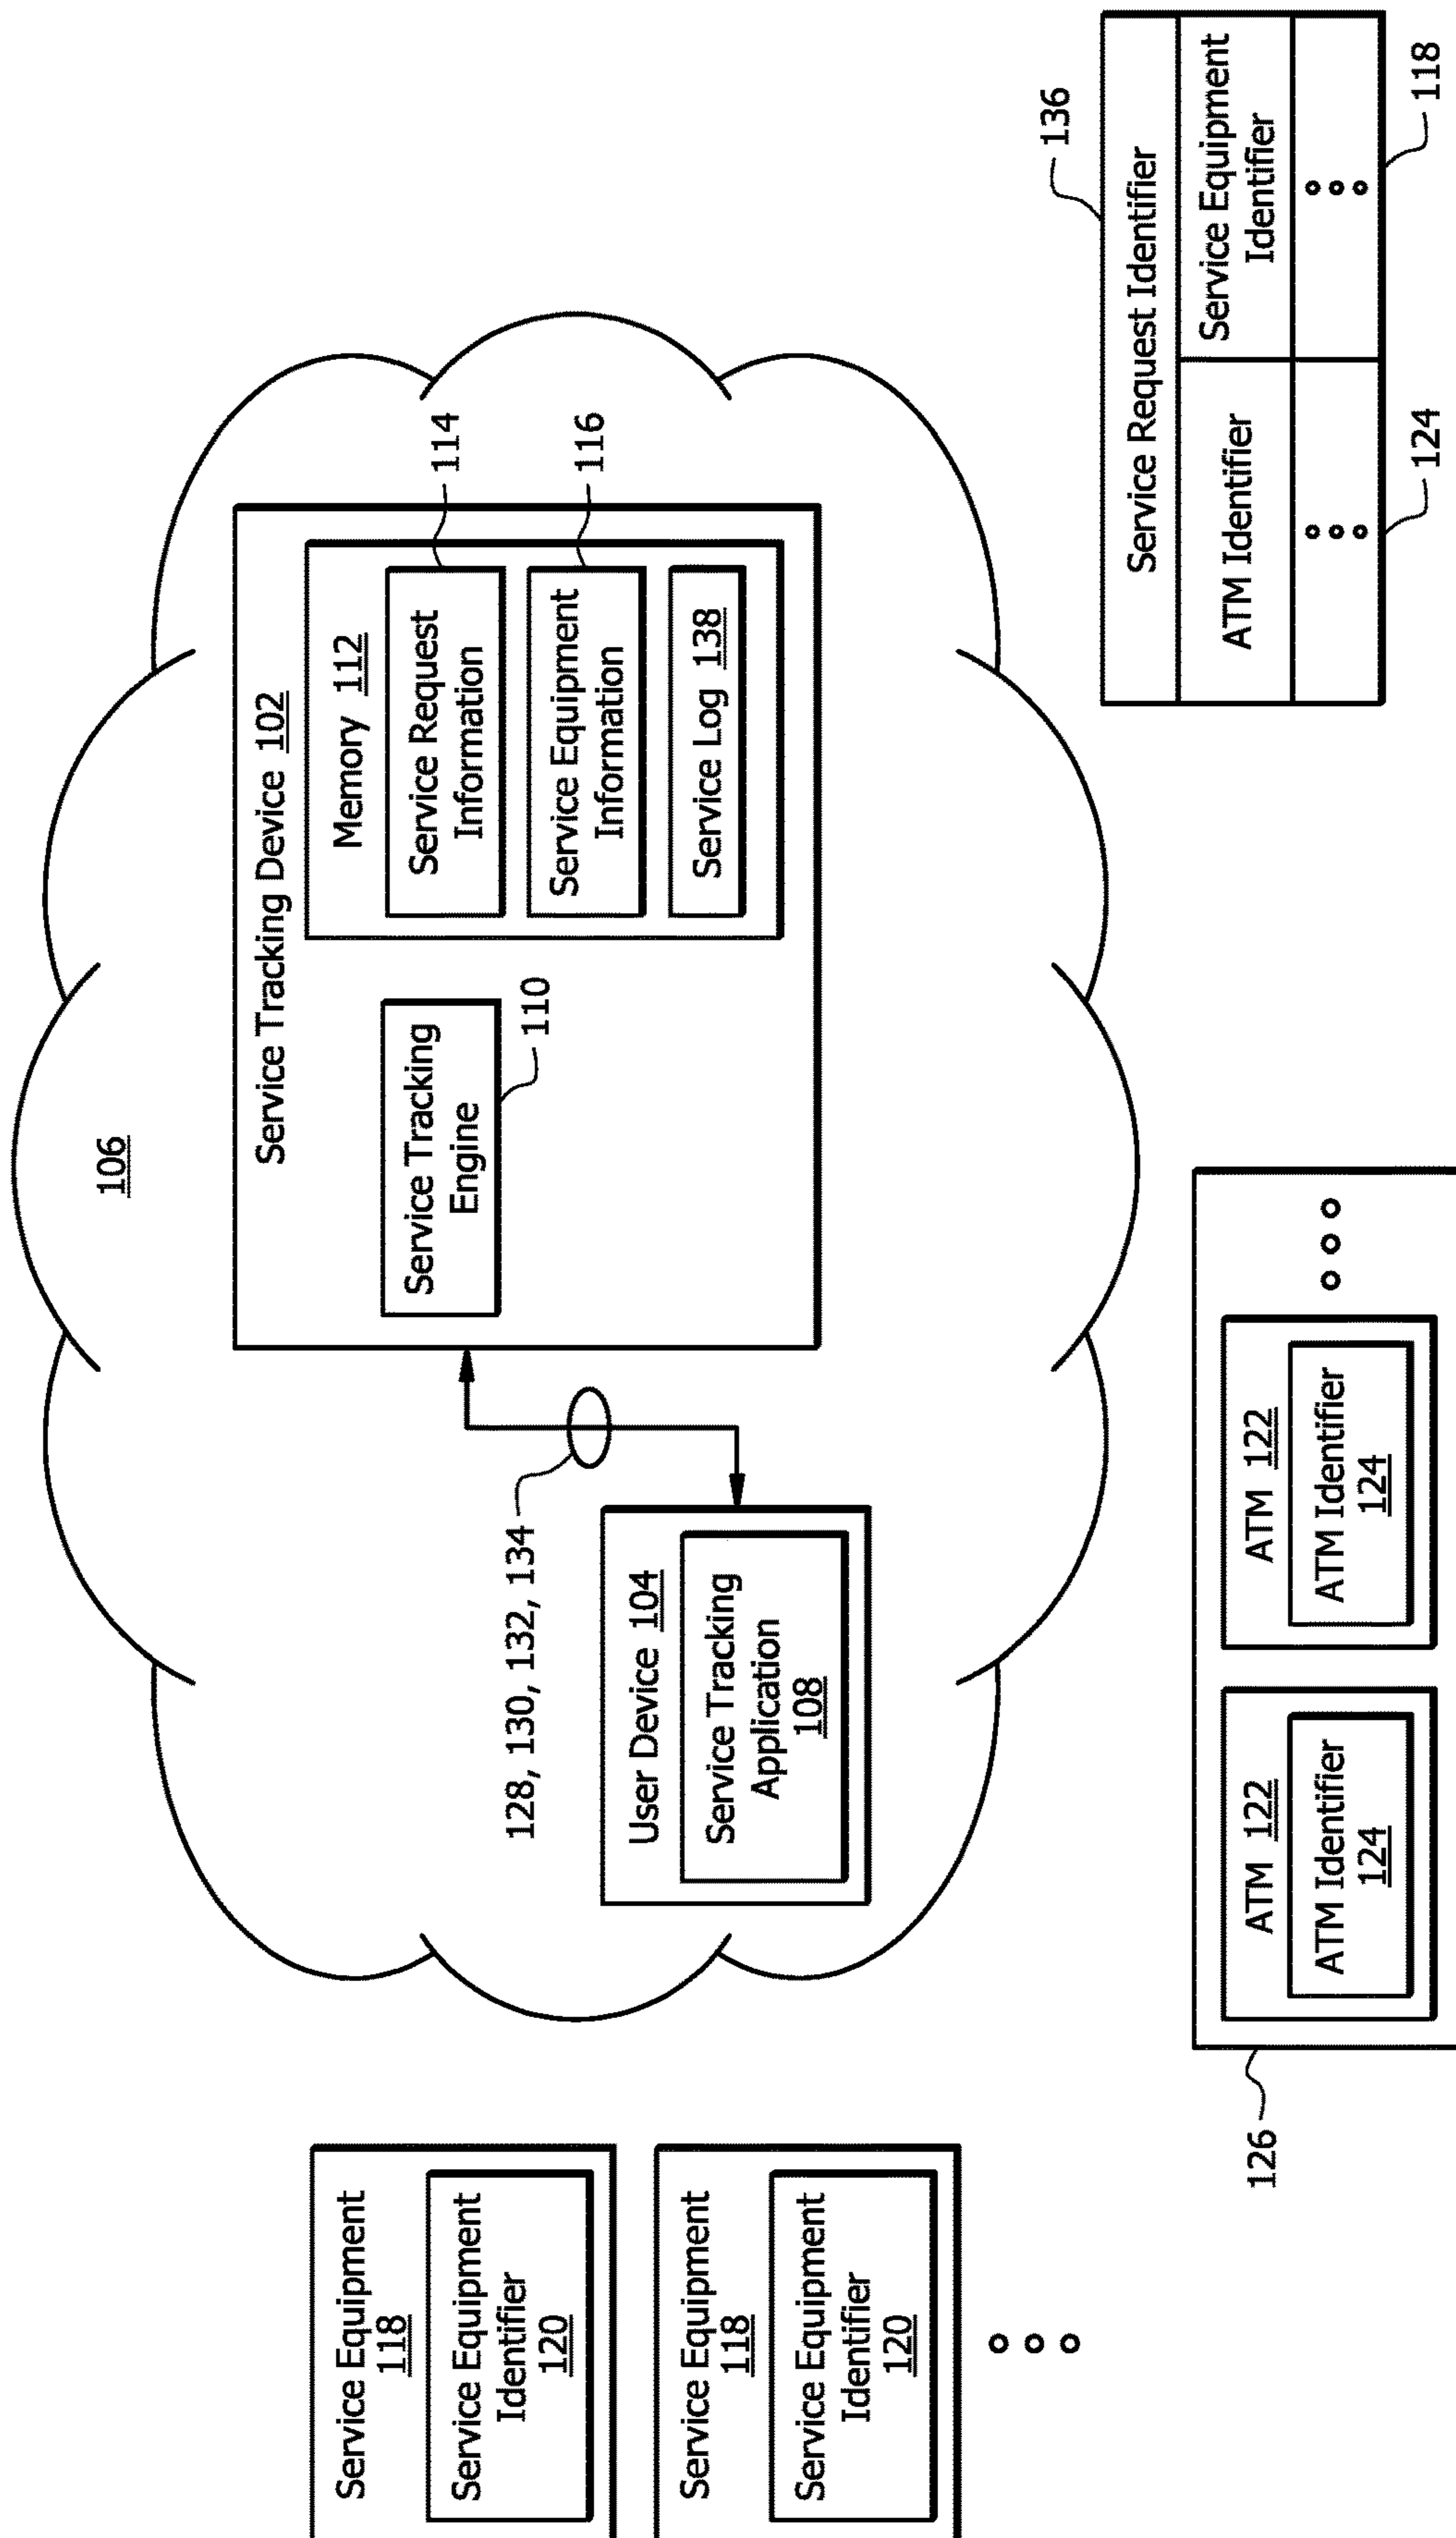 106
Service Tracking Device 102
Service Tracking
Engine
110
Memory 112
Service Request
Information
114
Service Equipment
Information
116
Service Log 138
128, 130, 132, 134
User Device 104
Service Tracking
Application
108
Service Equipment
118
Service Equipment
Identifier
120
Service Equipment
118
Service Equipment
Identifier
120
126
ATM 122
ATM Identifier
124
ATM 122
ATM Identifier
124
136
Service Request Identifier
ATM Identifier
Service Equipment
Identifier
124
118